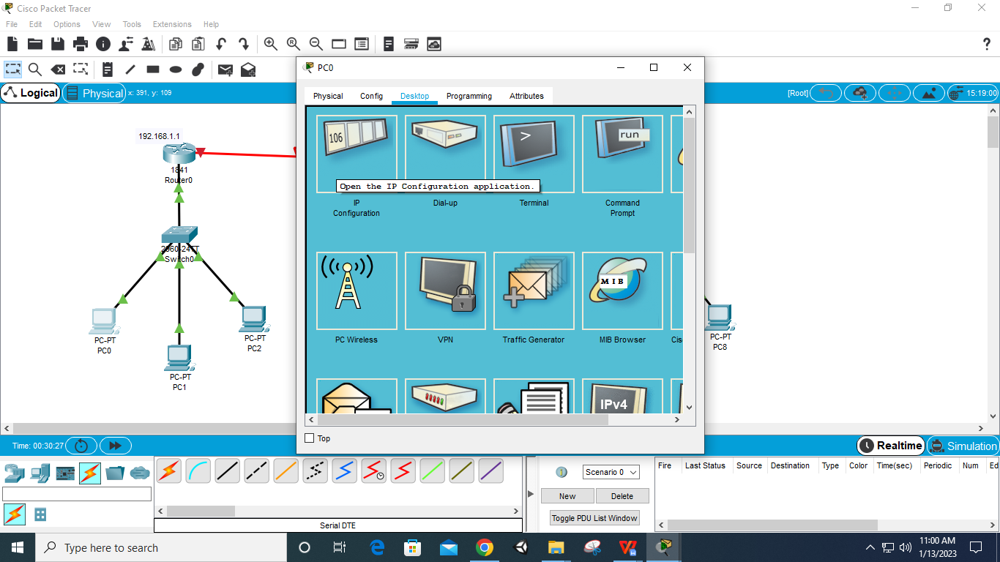 Cisco Packet Tracer
File Edit Options View Tools Extensions Help
Logical
Physical
x: 391, y: 109
[Root]
15:19:00
PC0
Physical Config Desktop Programming Attributes
106
>
run
Open the IP Configuration application.
IP
Configuration
Dial-up
Terminal
Command
Prompt
MIB
PC Wireless
VPN
Traffic Generator
MIB Browser
Cis
IPv4
Top
192.168.1.1
1841
Router0
2960-24TT
Switch0
PC-PT
PC0
PC-PT
PC1
PC-PT
PC2
PC-PT
PC8
Time: 00:30:27
Realtime
Simulation
Serial DTE
Scenario 0
New
Delete
Toggle PDU List Window
Fire Last Status Source Destination Type Color Time(sec) Periodic Num Edi
Type here to search
11:00 AM
1/13/2023